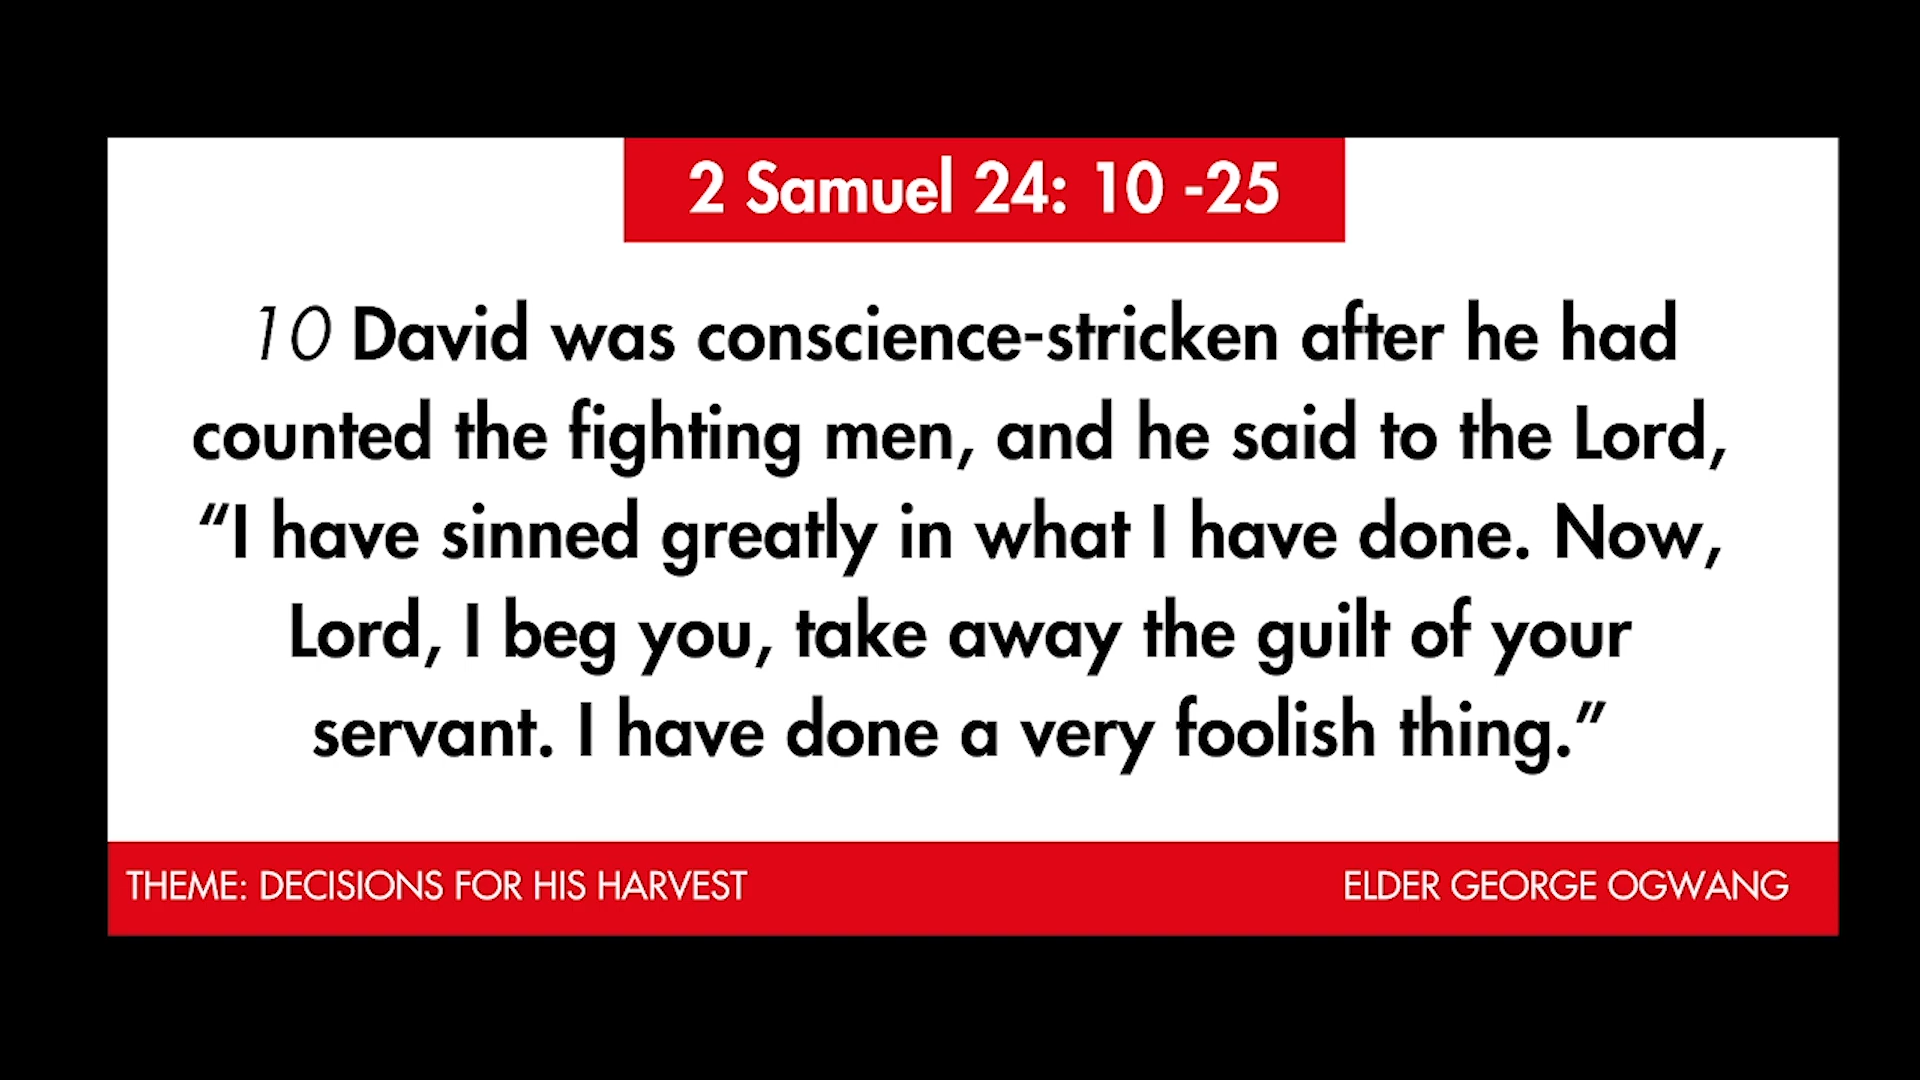 2 Samuel 24: 10 -25
10 David was conscience-stricken after he had
counted the fighting men, and he said to the Lord,
“I have sinned greatly in what I have done. Now,
Lord, I beg you, take away the guilt of your
servant. I have done a very foolish thing.”
THEME: DECISIONS FOR HIS HARVEST
ELDER GEORGE OGWANG